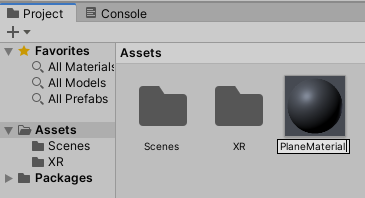 Project
Console
Favorites
All Materials
All Models
All Prefabs
Assets
Scenes
XR
Packages
Assets
Scenes
XR
PlaneMaterial